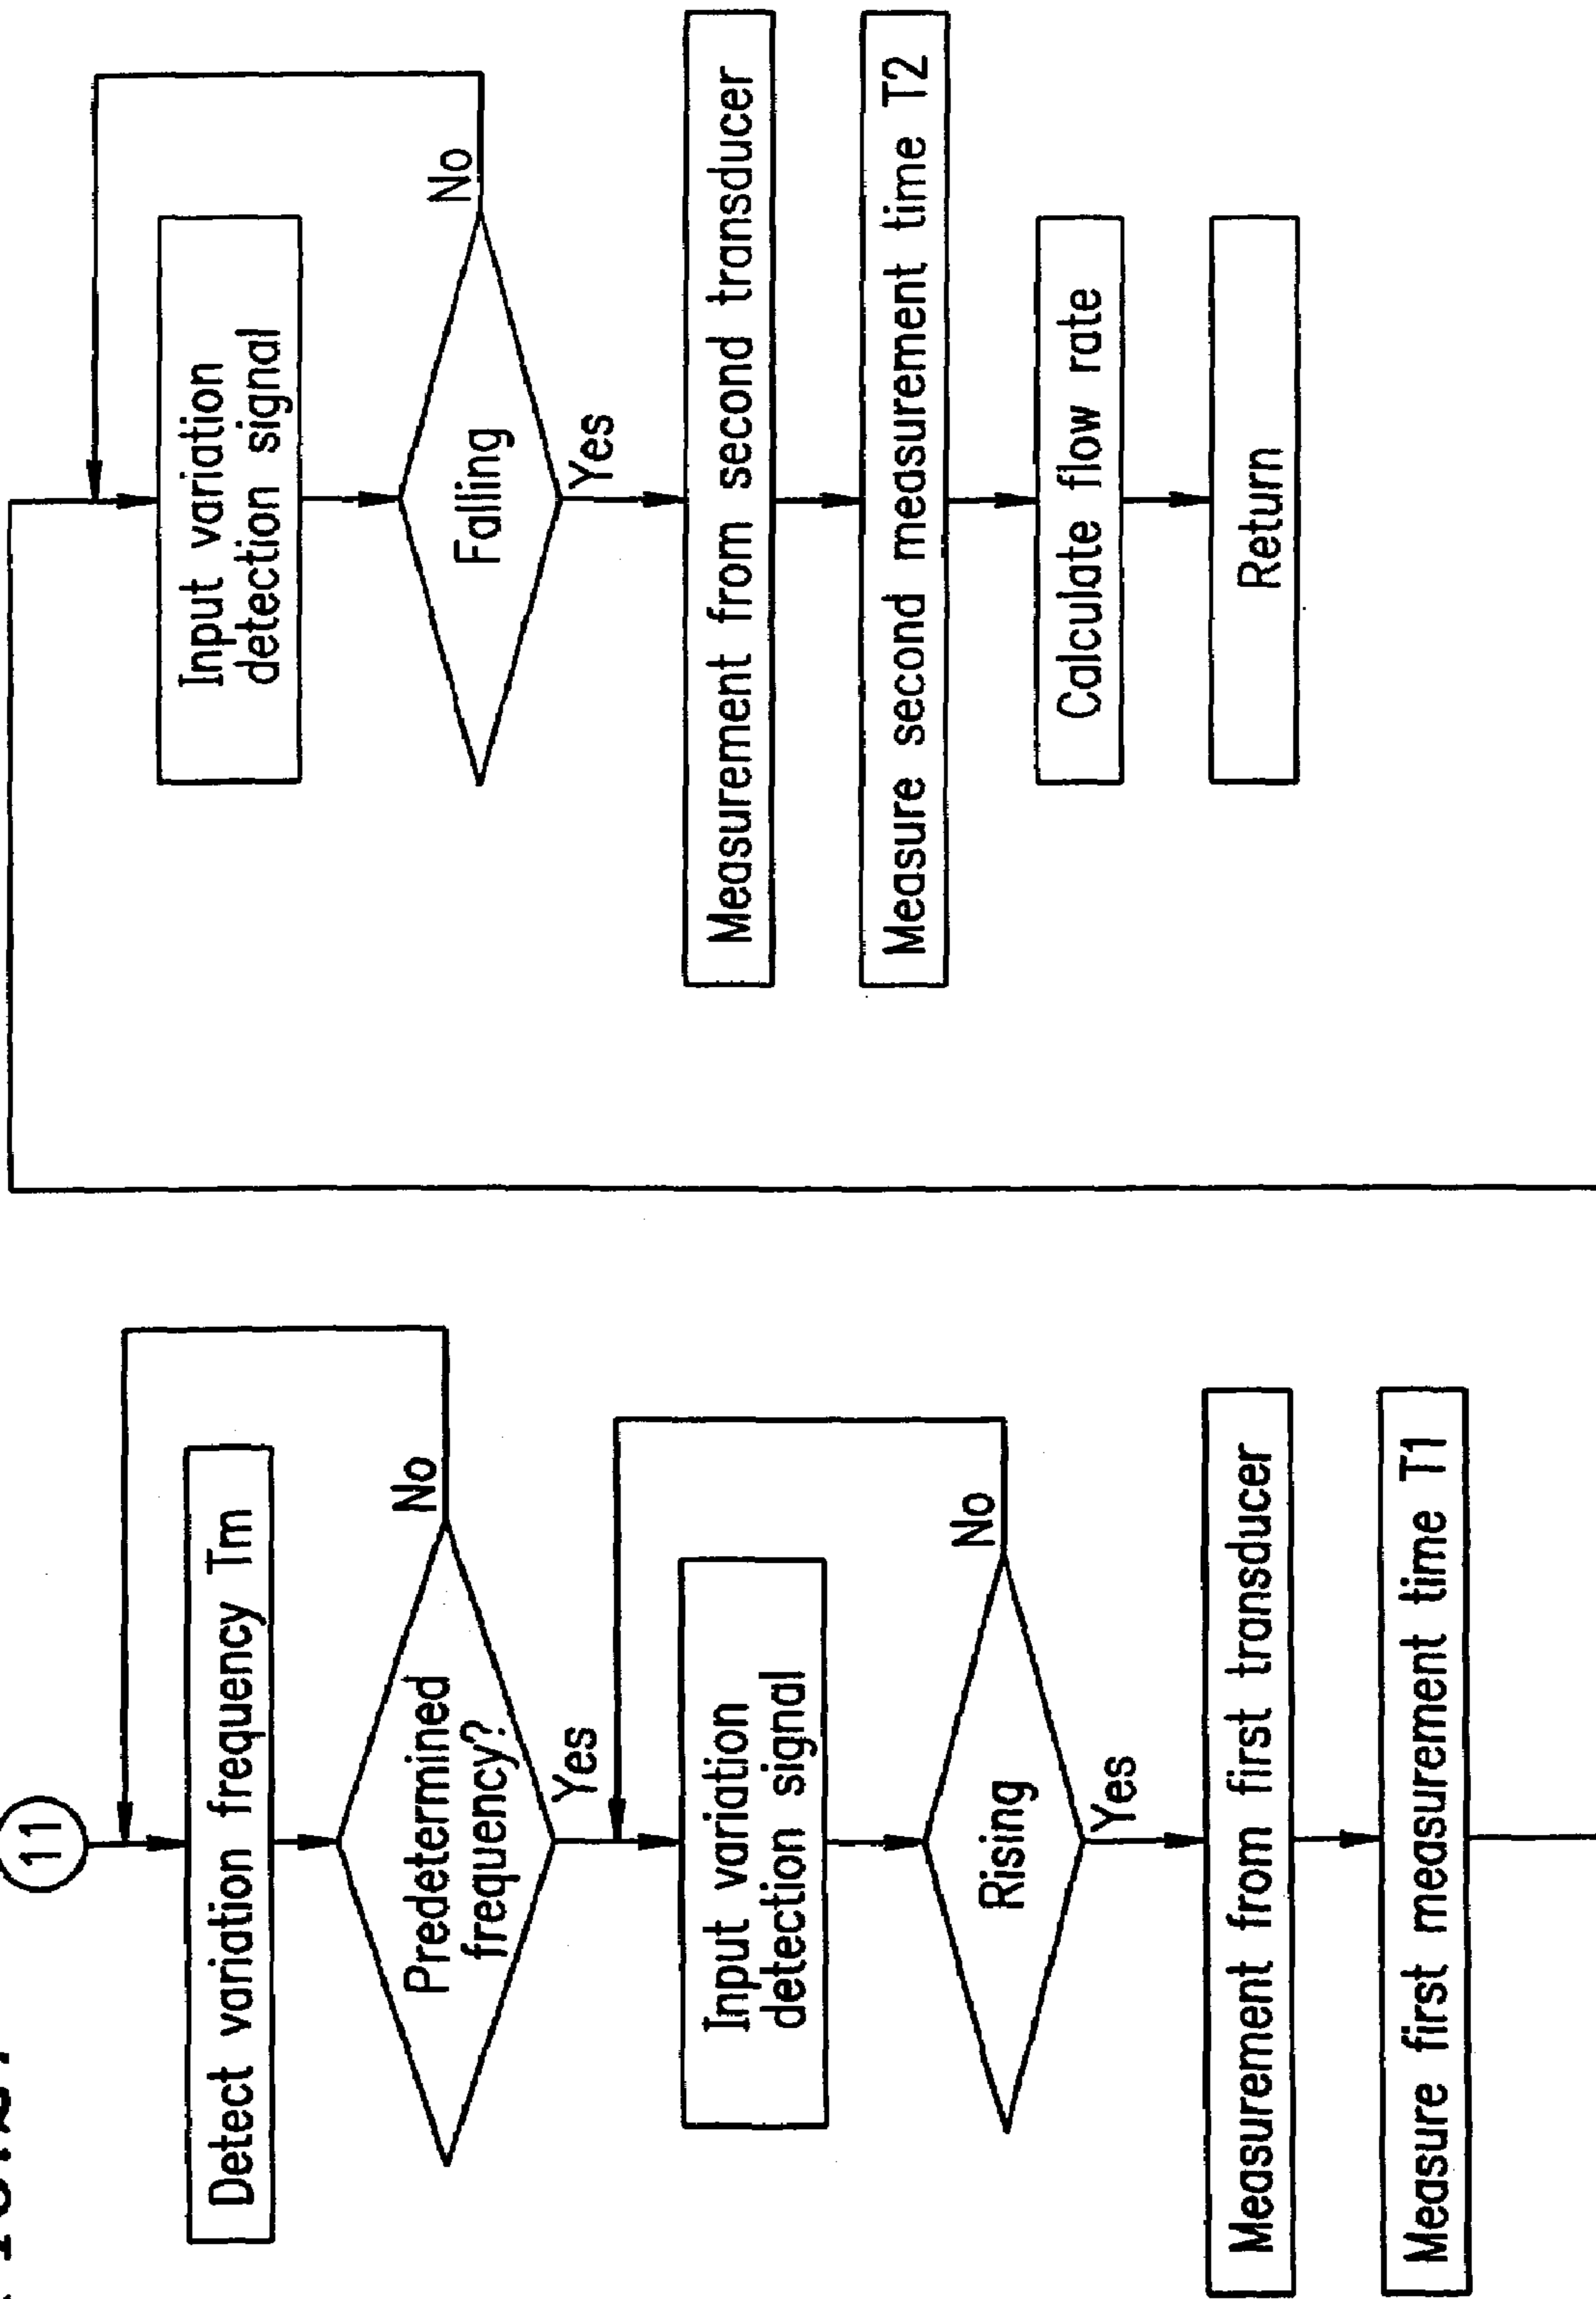 11
Detect variation frequency Tm
Predetermined
frequency?
No
Yes
Input variation
detection signal
Rising
No
Yes
Measurement from first transducer
Measure first measurement time T1
Input variation
detection signal
Falling
No
Yes
Measurement from second transducer
Measure second measurement time T2
Calculate flow rate
Return